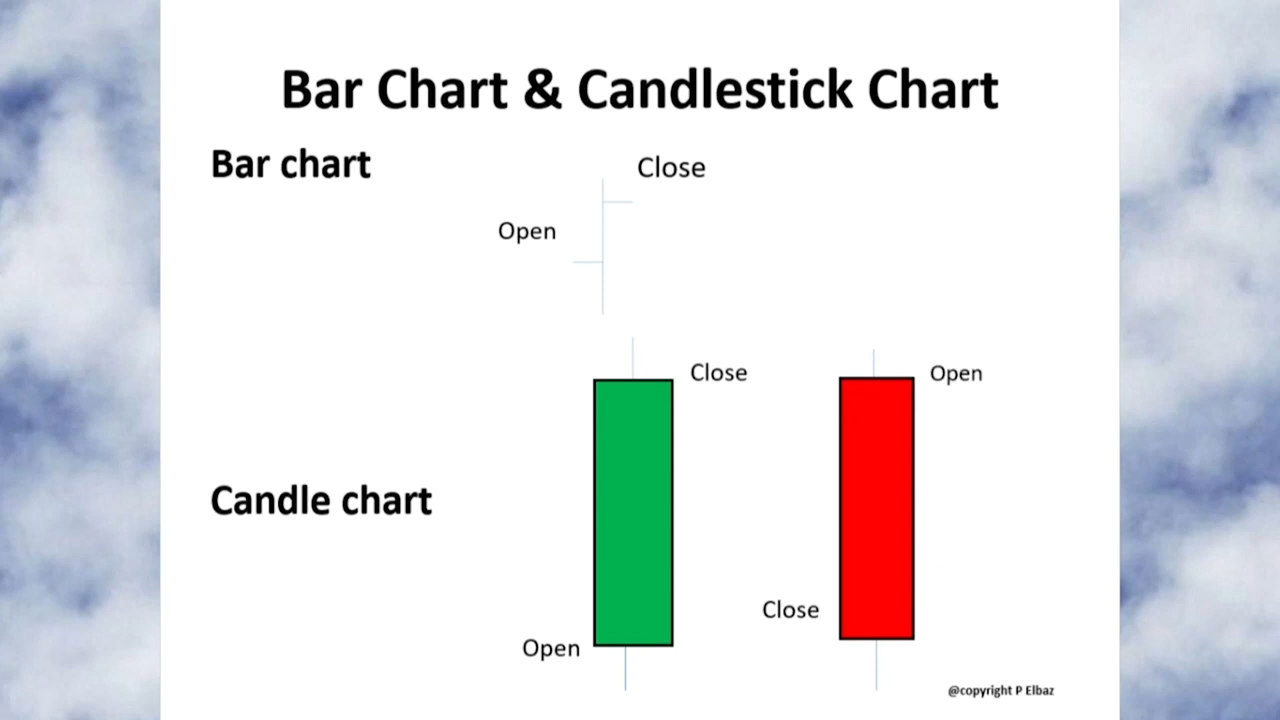 Bar Chart & Candlestick Chart
Bar chart
Close
Open
Close
Open
Candle chart
Close
Open
@copyright P Elbaz